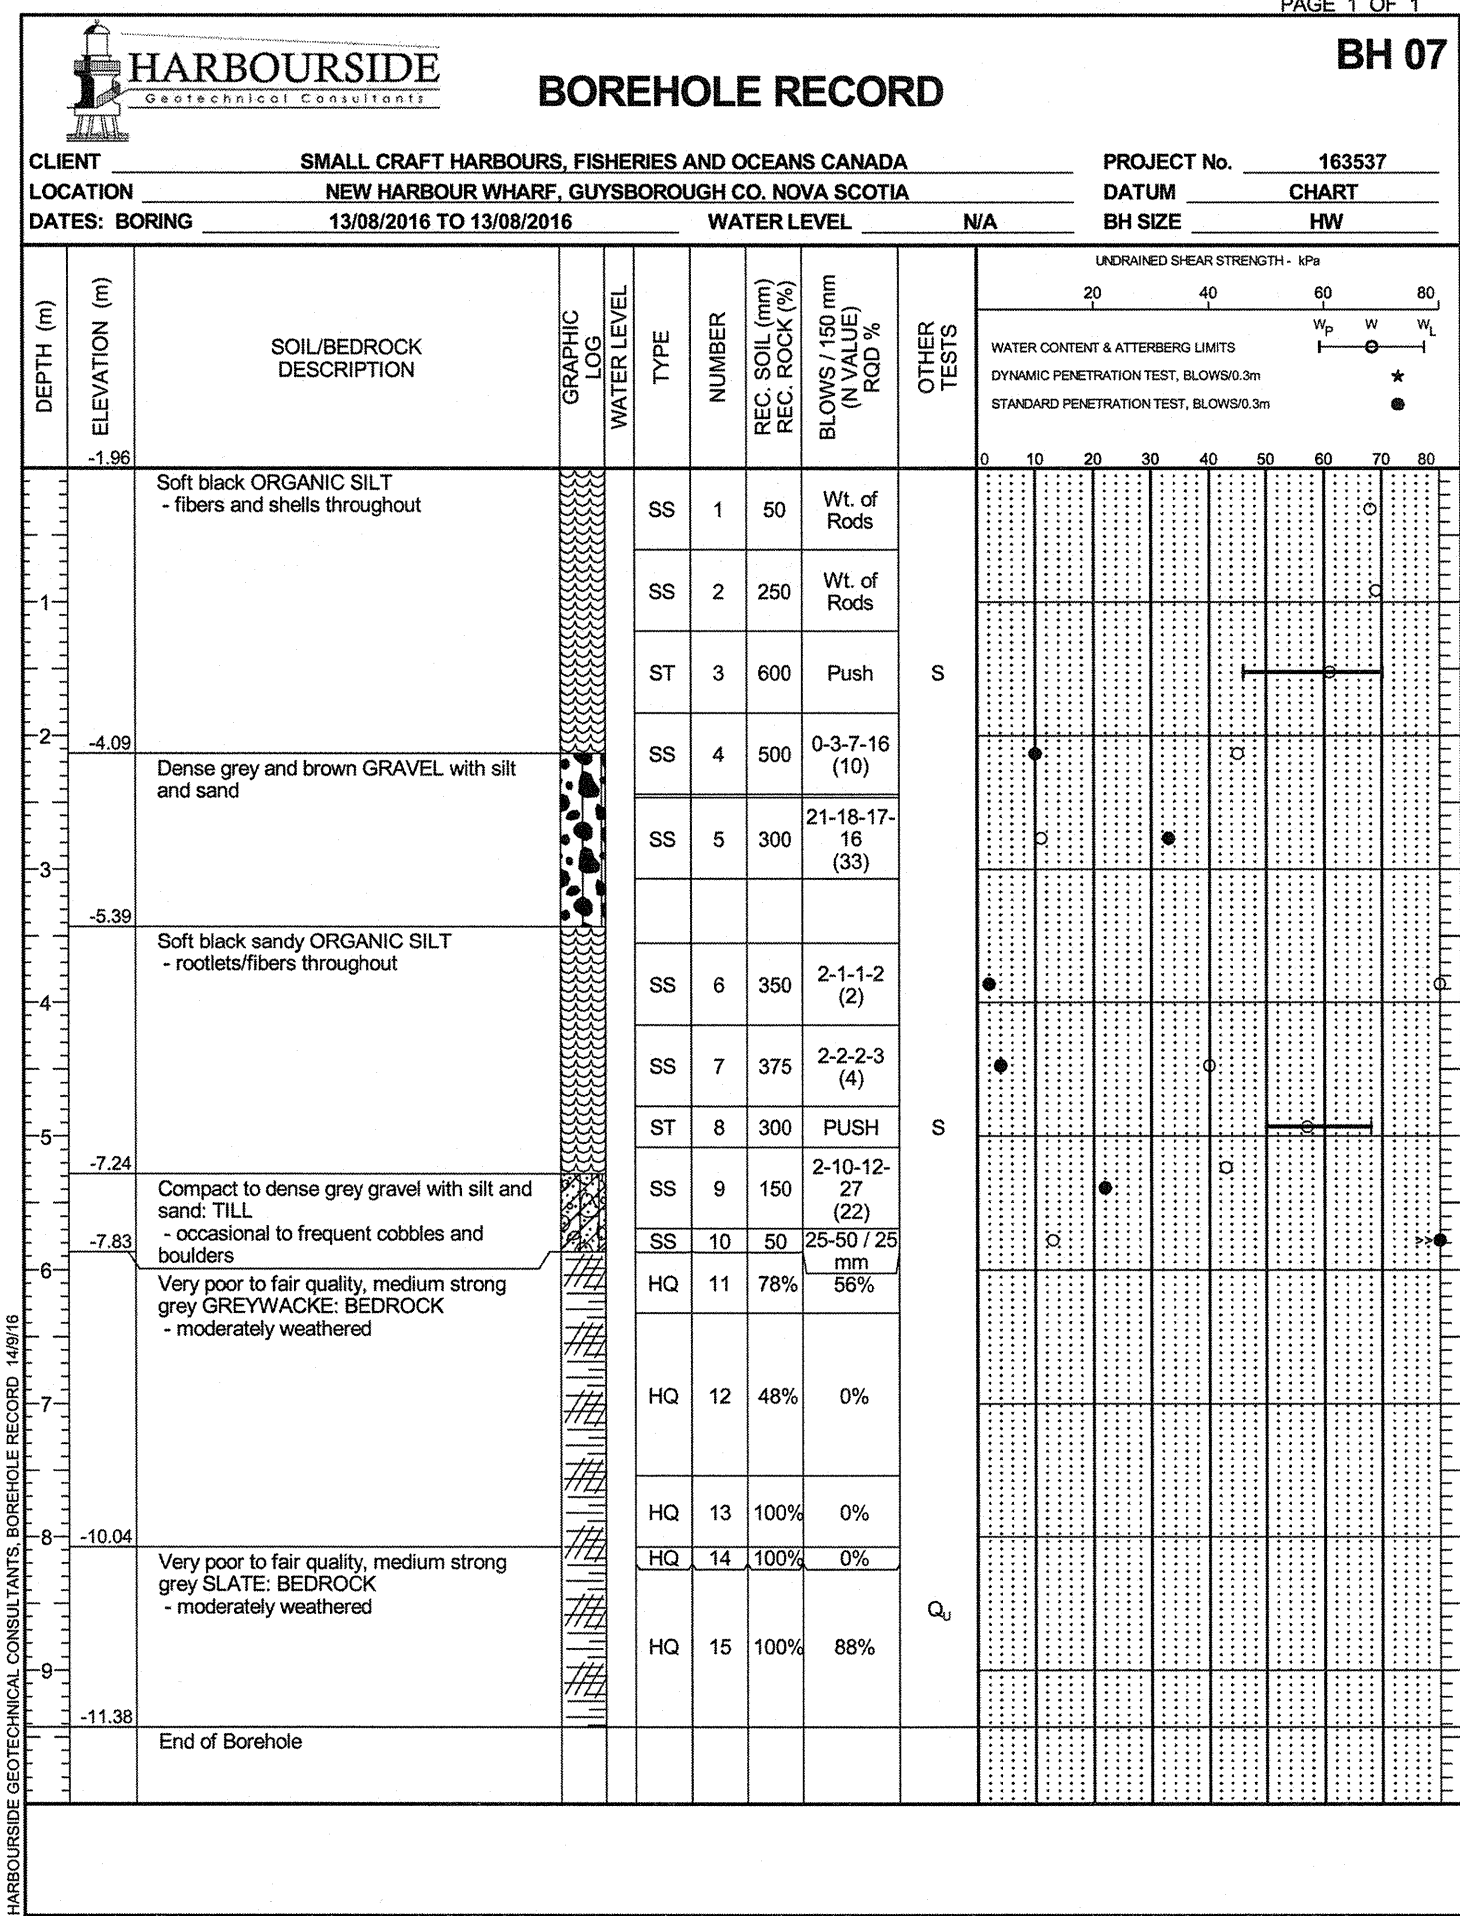 PAGE 1 OF 1
HARBOURSIDE
Geotechnical Consultants
BOREHOLE RECORD
BH 07
CLIENT SMALL CRAFT HARBOURS, FISHERIES AND OCEANS CANADA PROJECT No. 163537
LOCATION NEW HARBOUR WHARF, GUYSBOROUGH CO. NOVA SCOTIA DATUM CHART
DATES: BORING 13/08/2016 TO 13/08/2016 WATER LEVEL N/A BH SIZE HW
DEPTH (m)
ELEVATION (m)
SOIL/BEDROCK
DESCRIPTION
GRAPHIC
LOG
WATER LEVEL
TYPE
NUMBER
REC. SOIL (mm)
REC. ROCK (%)
BLOWS / 150 mm
(N VALUE)
RQD %
OTHER
TESTS
UNDRAINED SHEAR STRENGTH - kPa
20 40 60 80
WP W WL
WATER CONTENT & ATTERBERG LIMITS
DYNAMIC PENETRATION TEST, BLOWS/0.3m ★
STANDARD PENETRATION TEST, BLOWS/0.3m ●
0 10 20 30 40 50 60 70 80
-1.96
Soft black ORGANIC SILT
- fibers and shells throughout
SS 1 50 Wt. of
Rods
SS 2 250 Wt. of
Rods
1
ST 3 600 Push S
2
-4.09
SS 4 500 0-3-7-16
(10)
Dense grey and brown GRAVEL with silt
and sand
SS 5 300 21-18-17-
16
(33)
3
-5.39
Soft black sandy ORGANIC SILT
- rootlets/fibers throughout
SS 6 350 2-1-1-2
(2)
4
SS 7 375 2-2-2-3
(4)
ST 8 300 PUSH S
5
-7.24
SS 9 150 2-10-12-
27
(22)
Compact to dense grey gravel with silt and
sand: TILL
- occasional to frequent cobbles and
boulders
-7.83
SS 10 50 25-50 / 25
mm
>>
6
Very poor to fair quality, medium strong
grey GREYWACKE: BEDROCK
- moderately weathered
HQ 11 78% 56%
7
HQ 12 48% 0%
HQ 13 100% 0%
8
-10.04
HQ 14 100% 0%
Very poor to fair quality, medium strong
grey SLATE: BEDROCK
- moderately weathered
QU
HQ 15 100% 88%
9
-11.38
End of Borehole
HARBOURSIDE GEOTECHNICAL CONSULTANTS, BOREHOLE RECORD 14/9/16